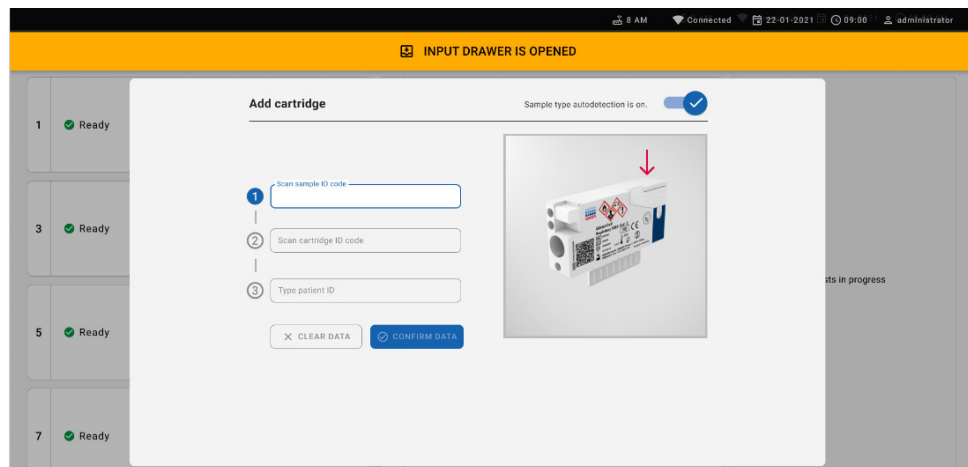 8 AM Connected 22-01-2021 09:00 administrator
INPUT DRAWER IS OPENED
Add cartridge
Sample type autodetection is on.
1 Ready
Scan sample ID code
1
2 Scan cartridge ID code
3 Ready
3 Type patient ID
sts in progress
5 Ready
CLEAR DATA CONFIRM DATA
7 Ready